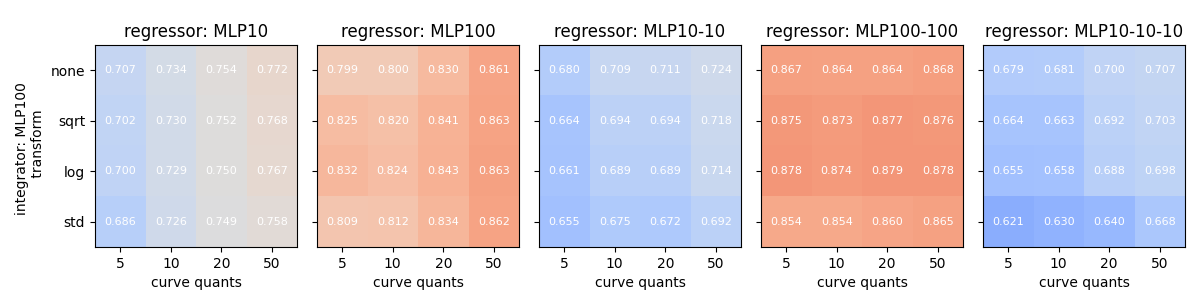 regressor: MLP10 regressor: MLP100 regressor: MLP10-10 regressor: MLP100-100 regressor: MLP10-10-10
integrator: MLP100
transform
none 0.707 0.734 0.754 0.772 0.799 0.800 0.830 0.861 0.680 0.709 0.711 0.724 0.867 0.864 0.864 0.868 0.679 0.681 0.700 0.707
sqrt 0.702 0.730 0.752 0.768 0.825 0.820 0.841 0.863 0.664 0.694 0.694 0.718 0.875 0.873 0.877 0.876 0.664 0.663 0.692 0.703
log 0.700 0.729 0.750 0.767 0.832 0.824 0.843 0.863 0.661 0.689 0.689 0.714 0.878 0.874 0.879 0.878 0.655 0.658 0.688 0.698
std 0.686 0.726 0.749 0.758 0.809 0.812 0.834 0.862 0.655 0.675 0.672 0.692 0.854 0.854 0.860 0.865 0.621 0.630 0.640 0.668
5 10 20 50 5 10 20 50 5 10 20 50 5 10 20 50 5 10 20 50
curve quants curve quants curve quants curve quants curve quants